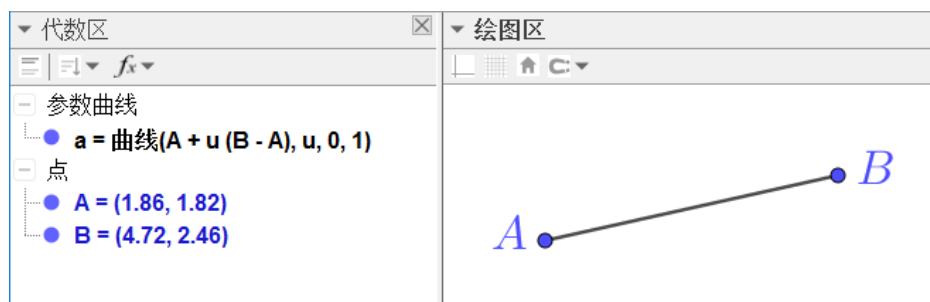 代数区
绘图区
fx
参数曲线
a = 曲线(A + u (B - A), u, 0, 1)
点
A = (1.86, 1.82)
B = (4.72, 2.46)
B
A